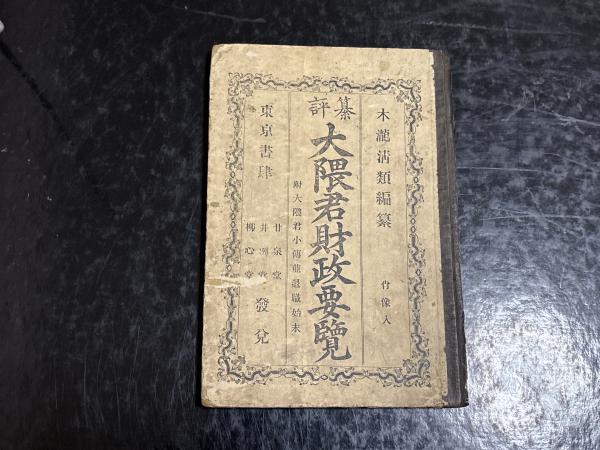 木瀧清類編纂
肖像入
纂評
大隈君財政要覽
附大隈君小傳並退職始末
東京書肆
甘泉堂
井洌堂
柳心堂
發兌